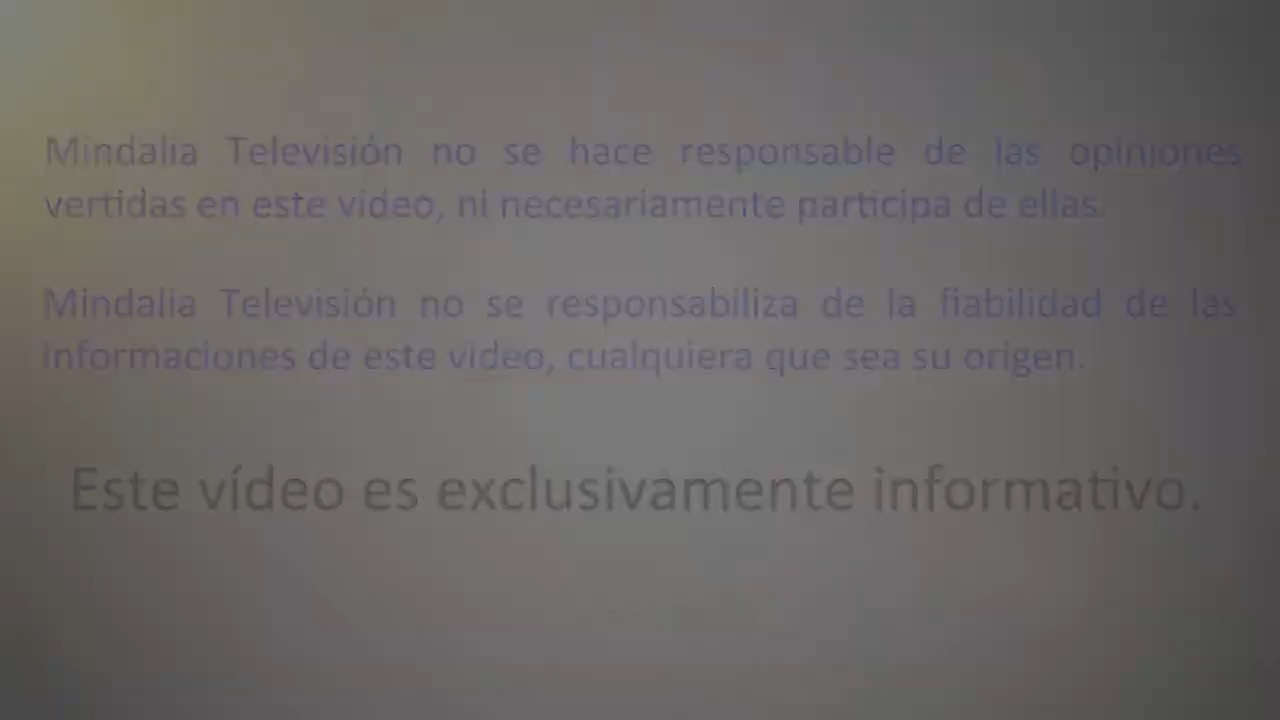 Mindalia Televisión no se hace responsable de las opiniones
vertidas en este video, ni necesariamente participa de ellas.
Mindalia Televisión no se responsabiliza de la fiabilidad de las
informaciones de este video, cualquiera que sea su origen.
Este vídeo es exclusivamente informativo.